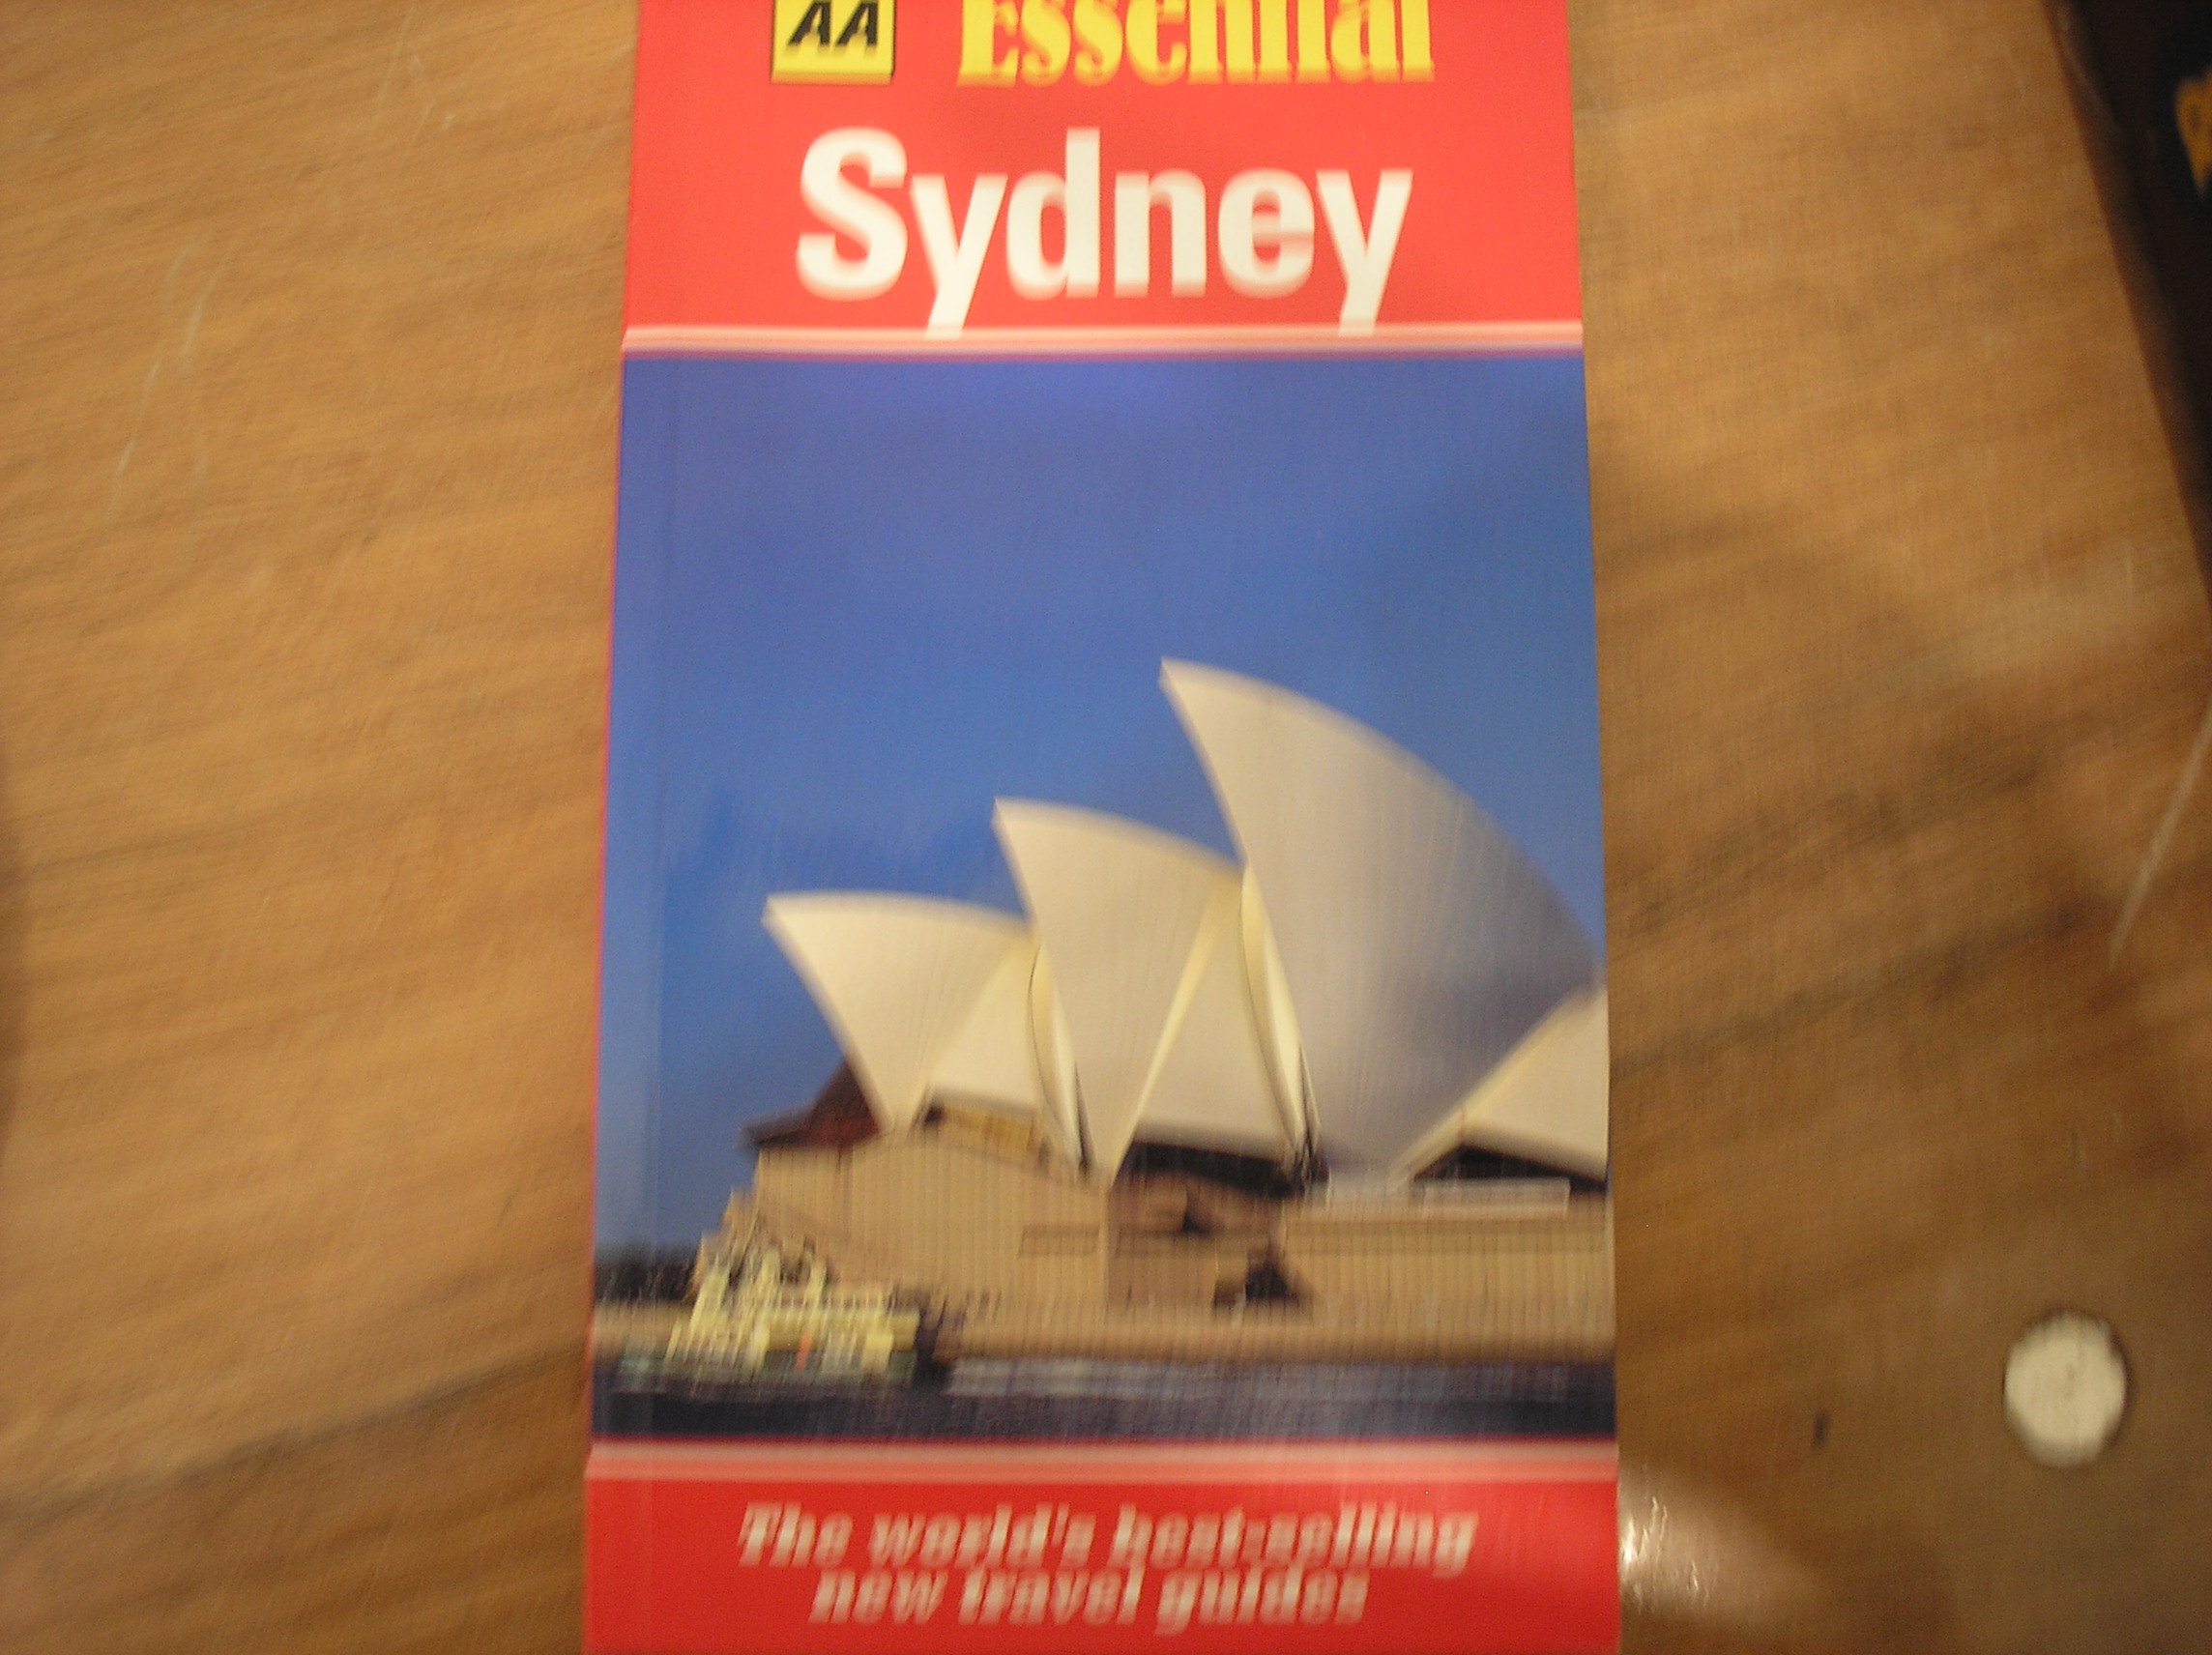 AA Essential
Sydney
The world's best-selling
new travel guides